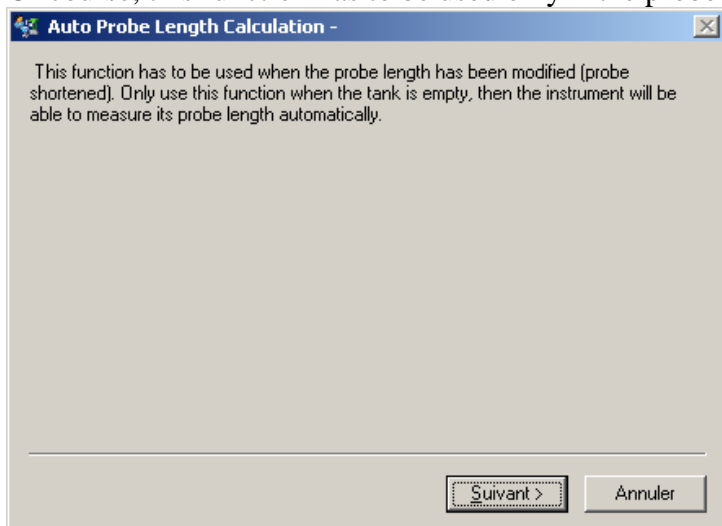 Auto Probe Length Calculation -
This function has to be used when the probe length has been modified (probe
shortened). Only use this function when the tank is empty, then the instrument will be
able to measure its probe length automatically.
Suivant >
Annuler